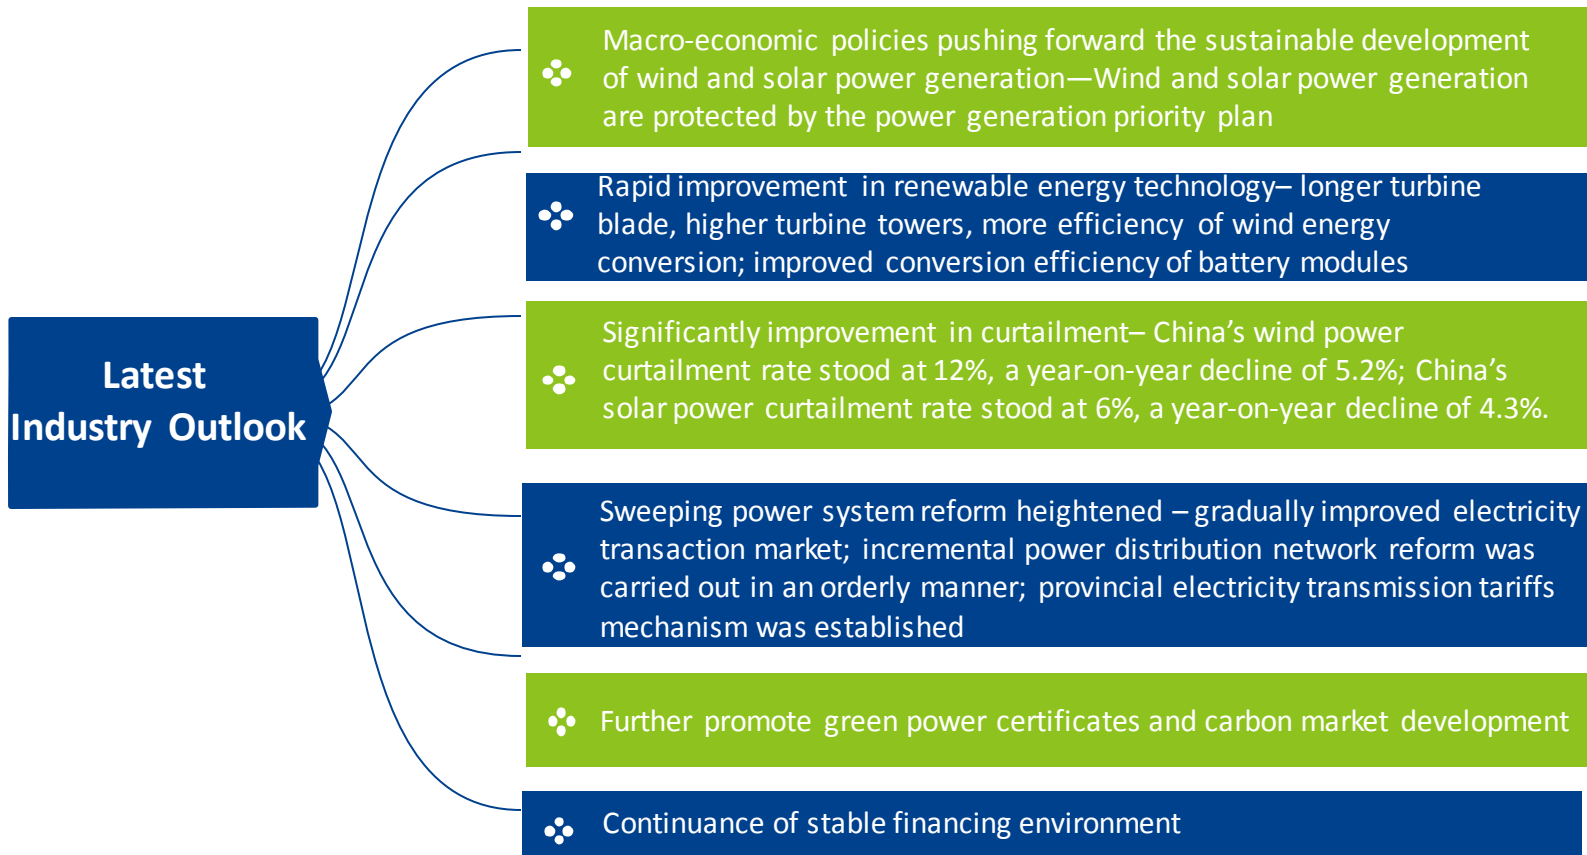 Latest
Industry Outlook
Macro-economic policies pushing forward the sustainable development
of wind and solar power generation—Wind and solar power generation
are protected by the power generation priority plan
Rapid improvement in renewable energy technology– longer turbine
blade, higher turbine towers, more efficiency of wind energy
conversion; improved conversion efficiency of battery modules
Significantly improvement in curtailment– China’s wind power
curtailment rate stood at 12%, a year-on-year decline of 5.2%; China’s
solar power curtailment rate stood at 6%, a year-on-year decline of 4.3%.
Sweeping power system reform heightened – gradually improved electricity
transaction market; incremental power distribution network reform was
carried out in an orderly manner; provincial electricity transmission tariffs
mechanism was established
Further promote green power certificates and carbon market development
Continuance of stable financing environment